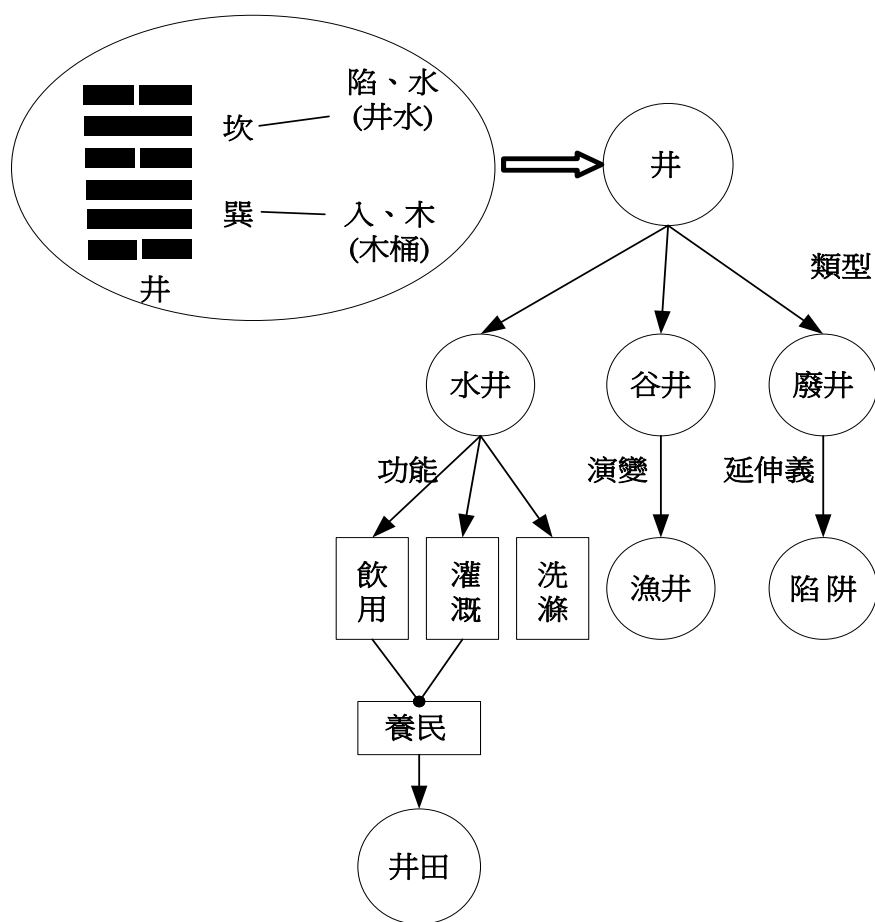 坎
陷、水
(井水)
巽
入、木
(木桶)
井
井
類型
水井
谷井
廢井
功能
演變
延伸義
飲
用
灌
溉
洗
滌
漁井
陷阱
養民
井田